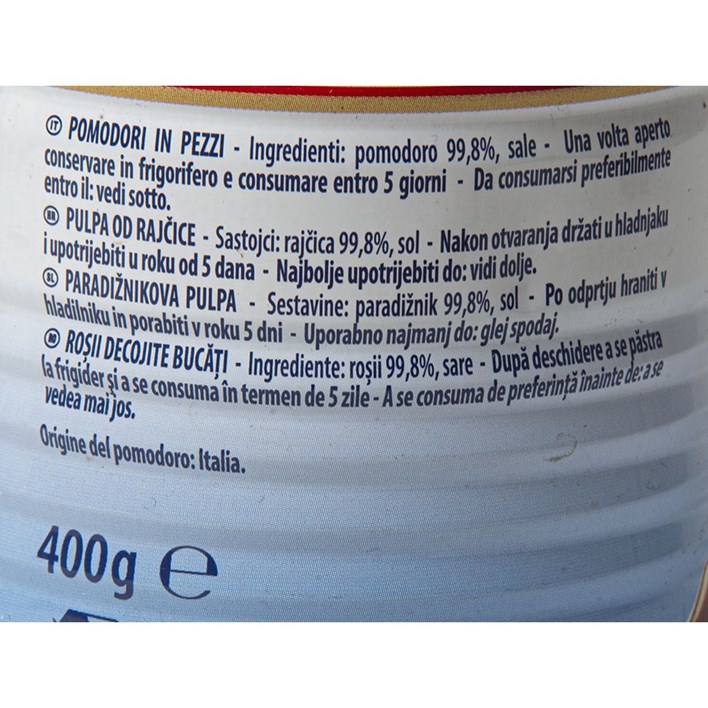 IT POMODORI IN PEZZI - Ingredienti: pomodoro 99,8%, sale - Una volta aperto
conservare in frigorifero e consumare entro 5 giorni - Da consumarsi preferibilmente
entro il: vedi sotto.
PULPA OD RAJČICE - Sastojci: rajčica 99,8%, sol - Nakon otvaranja držati u hladnjaku
i upotrijebiti u roku od 5 dana - Najbolje upotrijebiti do: vidi dolje.
PARADIŽNIKOVA PULPA - Sestavine: paradižnik 99,8%, sol - Po odprtju hraniti v
hladilniku in porabiti v roku 5 dni - Uporabno najmanj do: glej spodaj.
RO ROȘII DECOJITE BUCĂȚI - Ingrediente: roșii 99,8%, sare - După deschidere a se păstra
la frigider și a se consuma în termen de 5 zile - A se consuma de preferință înainte de: a se
vedea mai jos.
Origine del pomodoro: Italia.
400g e